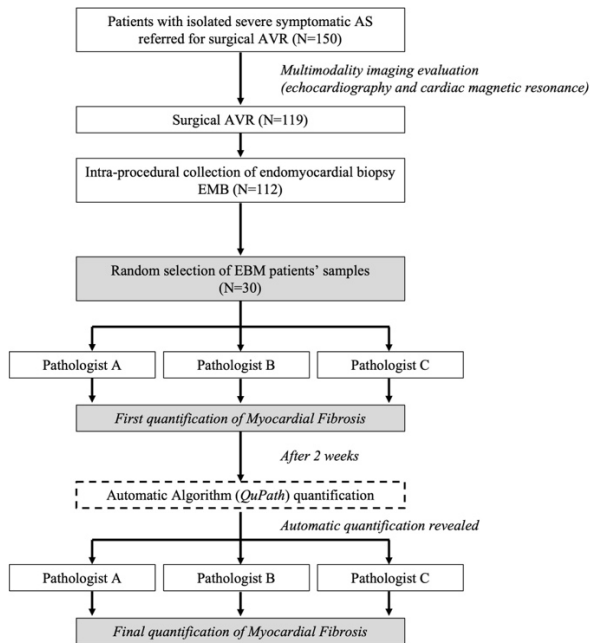 Patients with isolated severe symptomatic AS
referred for surgical AVR (N=150)
Multimodality imaging evaluation
(echocardiography and cardiac magnetic resonance)
Surgical AVR (N=119)
Intra-procedural collection of endomyocardial biopsy
EMB (N=112)
Random selection of EBM patients’ samples
(N=30)
Pathologist A
Pathologist B
Pathologist C
First quantification of Myocardial Fibrosis
After 2 weeks
Automatic Algorithm (QuPath) quantification
Automatic quantification revealed
Pathologist A
Pathologist B
Pathologist C
Final quantification of Myocardial Fibrosis